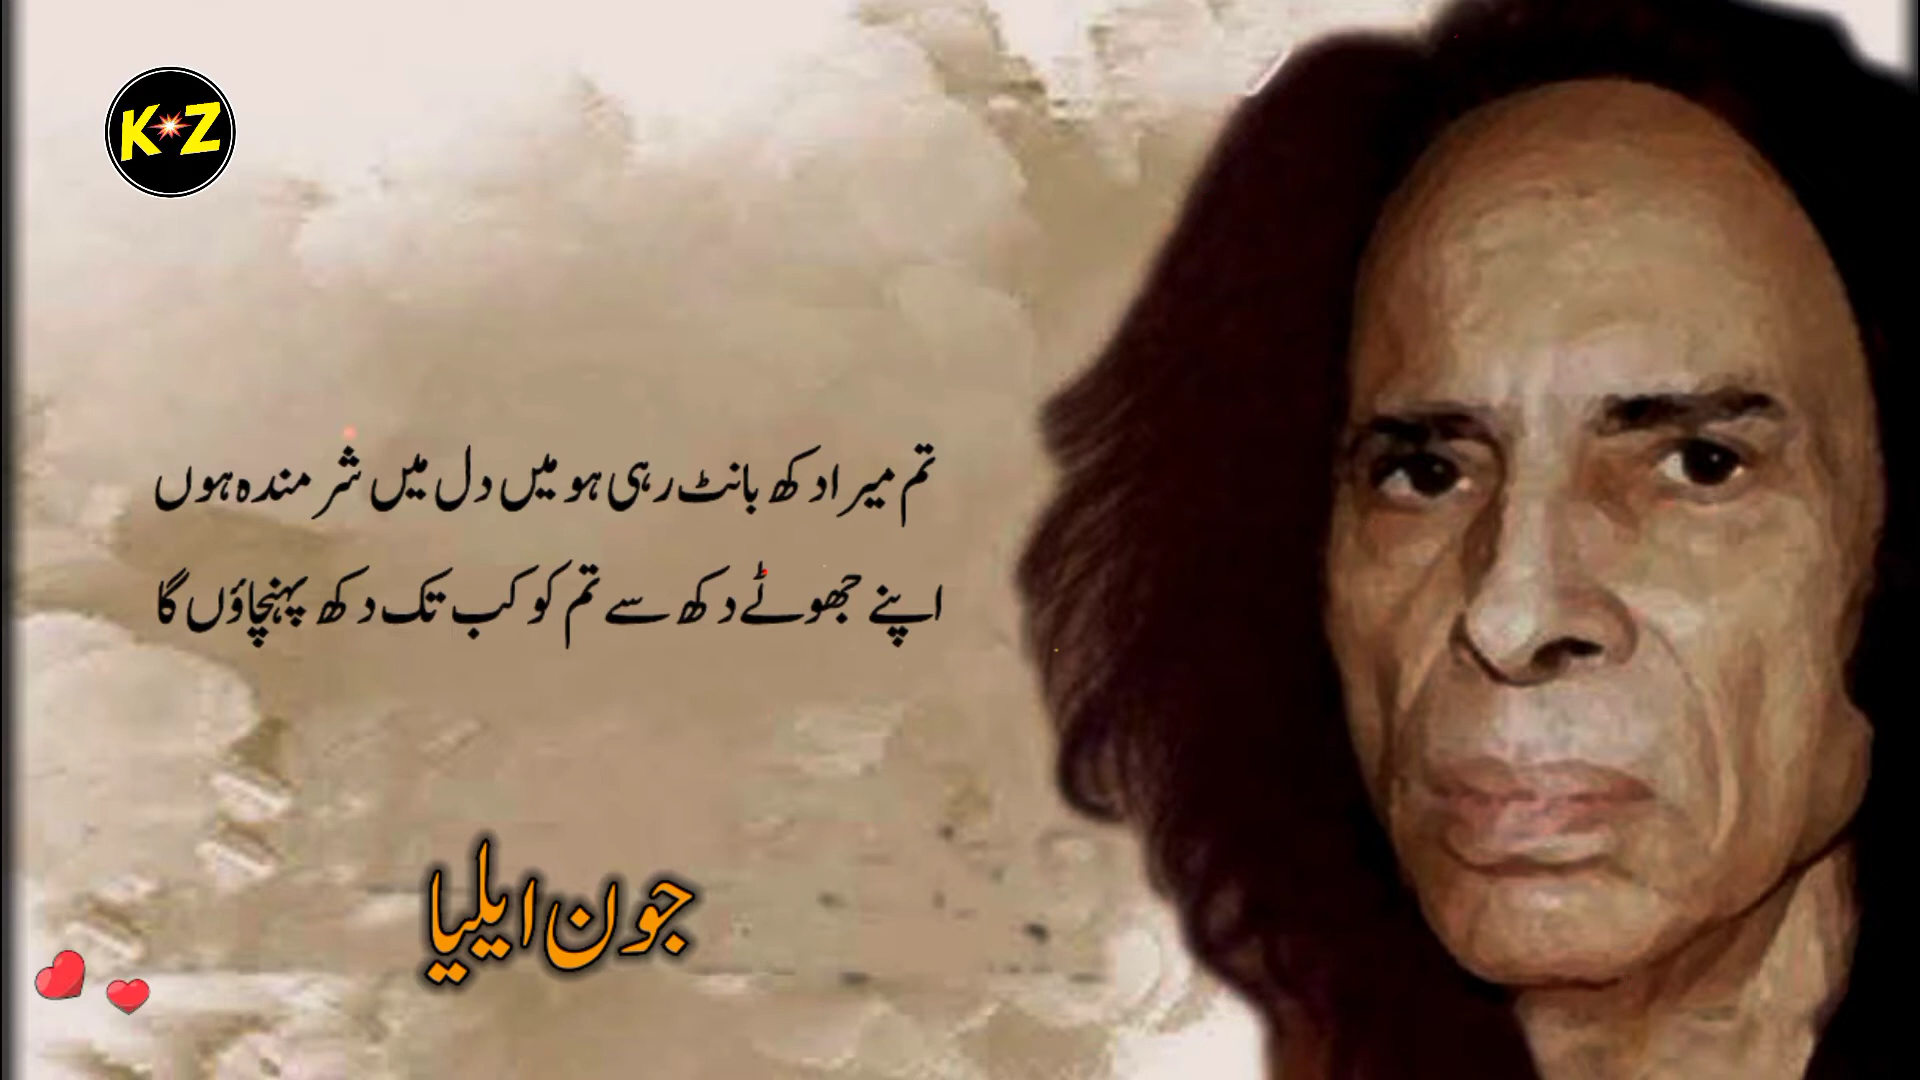 K Z
تم میرا دکھ بانٹ رہی ہو میں دل میں شرمندہ ہوں
اپنے جھوٹے دکھ سے تم کو کب تک دکھ پہنچاؤں گا
جون ایلیا